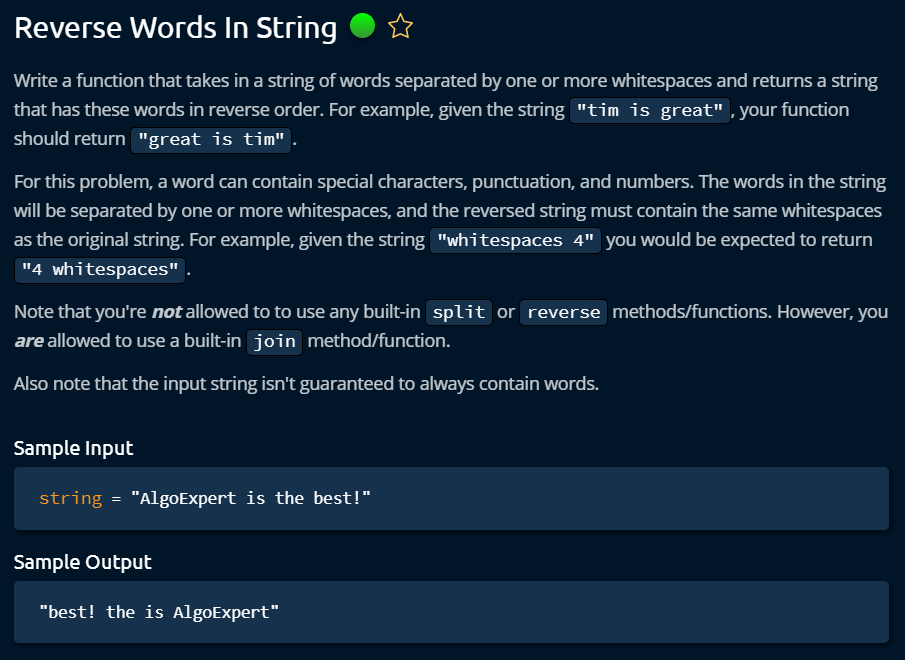 Reverse Words In String
Write a function that takes in a string of words separated by one or more whitespaces and returns a string
that has these words in reverse order. For example, given the string "tim is great", your function
should return "great is tim".
For this problem, a word can contain special characters, punctuation, and numbers. The words in the string
will be separated by one or more whitespaces, and the reversed string must contain the same whitespaces
as the original string. For example, given the string "whitespaces 4" you would be expected to return
"4 whitespaces".
Note that you're not allowed to to use any built-in split or reverse methods/functions. However, you
are allowed to use a built-in join method/function.
Also note that the input string isn't guaranteed to always contain words.
Sample Input
string = "AlgoExpert is the best!"
Sample Output
"best! the is AlgoExpert"